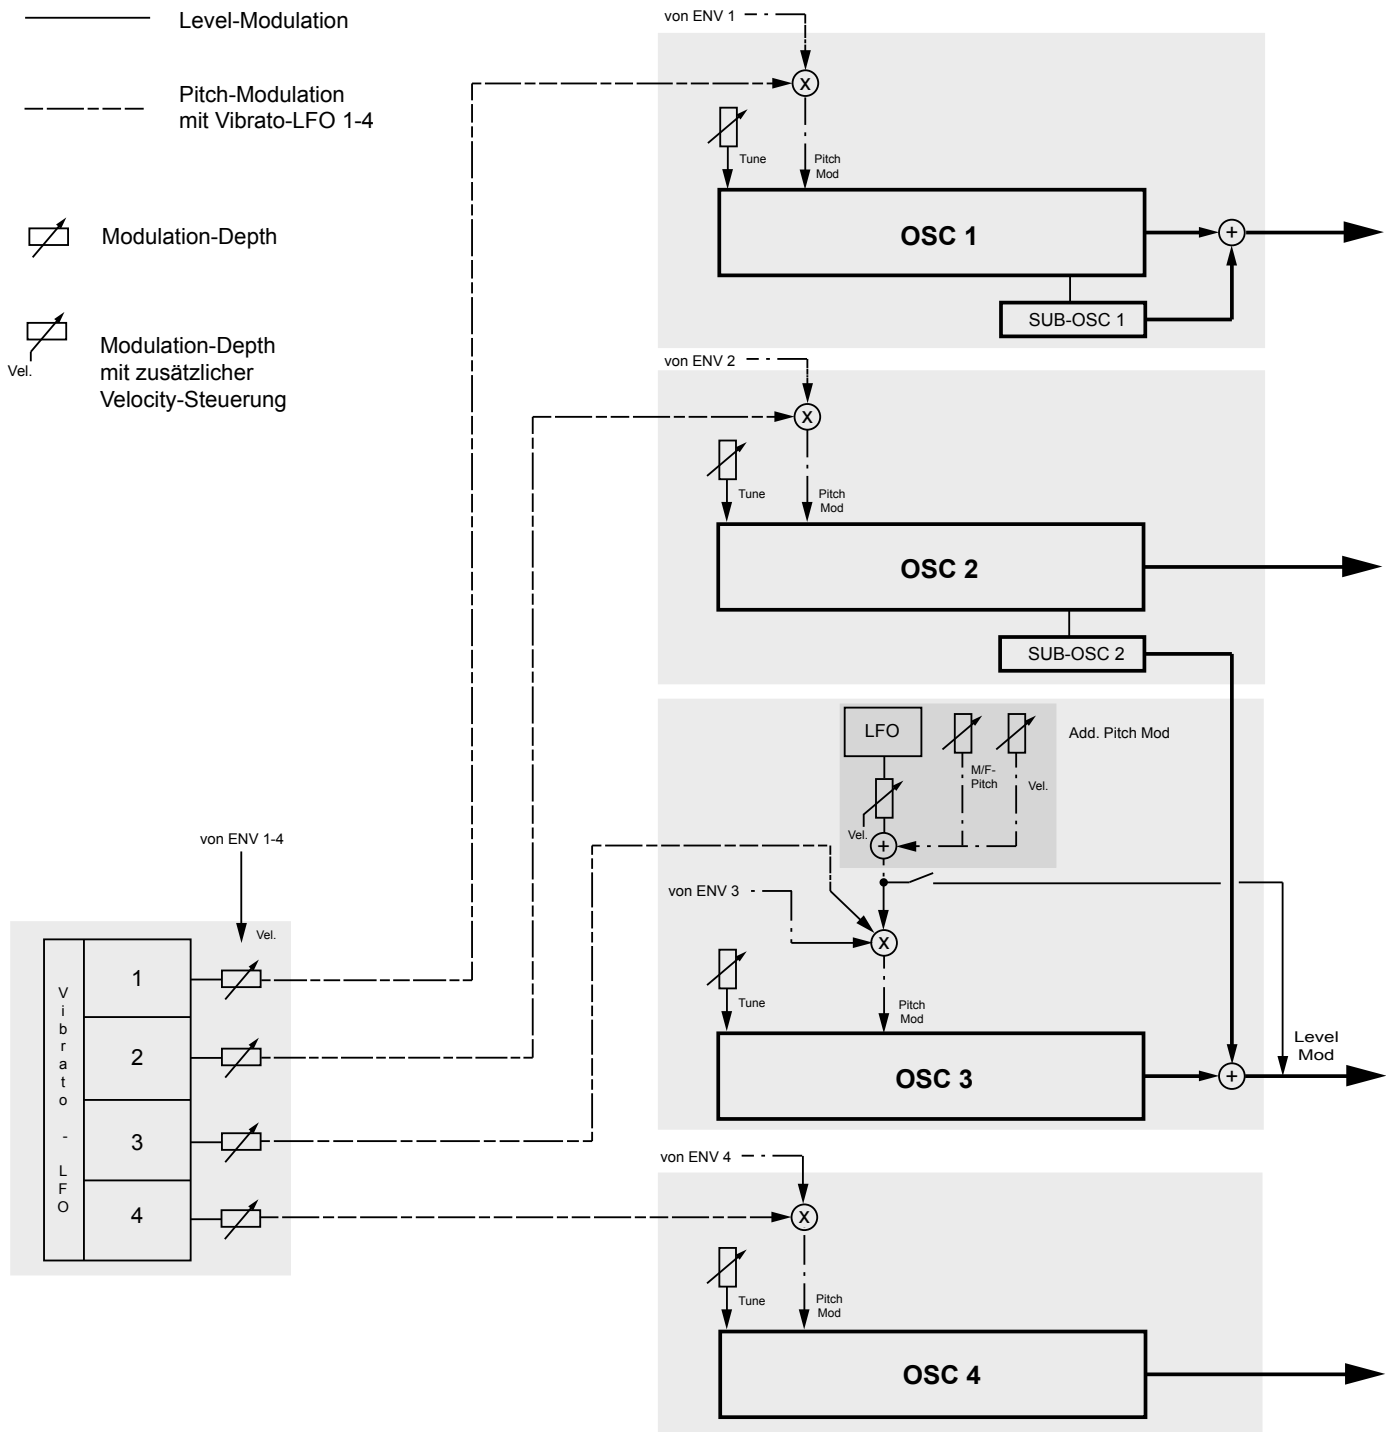 Level-Modulation
Pitch-Modulation
mit Vibrato-LFO 1-4
Modulation-Depth
Vel.
Modulation-Depth
mit zusätzlicher
Velocity-Steuerung
von ENV 1
X
Tune
Pitch
Mod
OSC 1
+
SUB-OSC 1
von ENV 2
X
Tune
Pitch
Mod
OSC 2
SUB-OSC 2
LFO
Add. Pitch Mod
M/F-
Pitch
Vel.
Vel.
+
von ENV 3
X
Tune
Pitch
Mod
OSC 3
+
Level
Mod
von ENV 1-4
Vel.
Vibrato - LFO
1
2
3
4
von ENV 4
X
Tune
Pitch
Mod
OSC 4